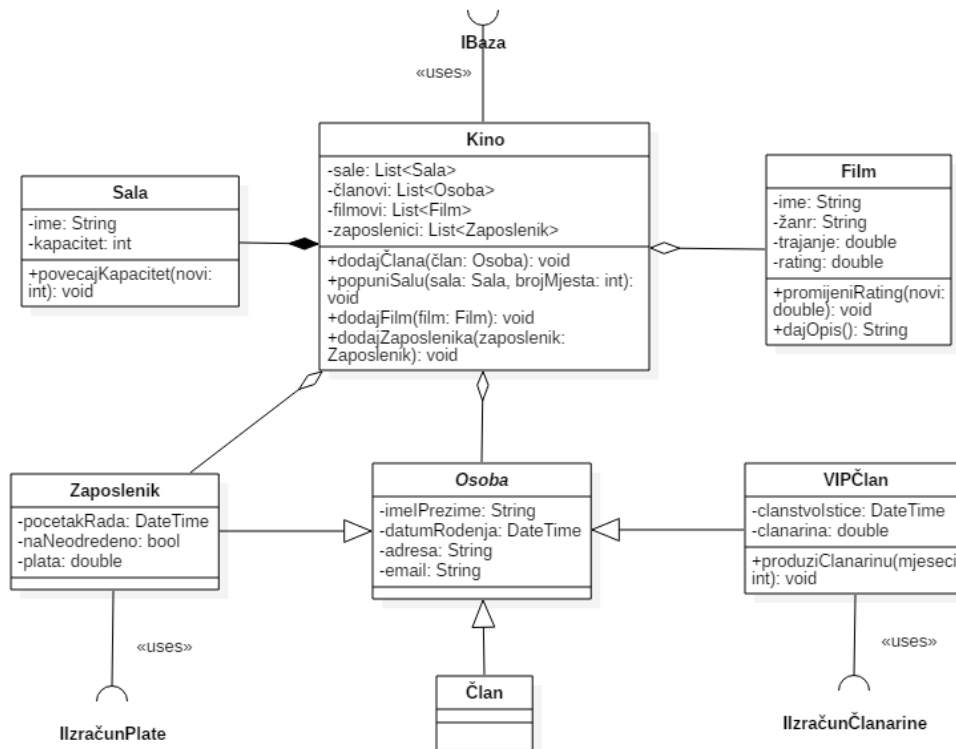 IBaza
«uses»
Kino
-sale: List<Sala>
-članovi: List<Osoba>
-filmovi: List<Film>
-zaposlenici: List<Zaposlenik>
+dodajČlana(član: Osoba): void
+popuniSalu(sala: Sala, brojMjesta: int):
void
+dodajFilm(film: Film): void
+dodajZaposlenika(zaposlenik:
Zaposlenik): void
Sala
-ime: String
-kapacitet: int
+povecajKapacitet(novi:
int): void
Film
-ime: String
-žanr: String
-trajanje: double
-rating: double
+promijeniRating(novi:
double): void
+dajOpis(): String
Zaposlenik
-pocetakRada: DateTime
-naNeodredeno: bool
-plata: double
Osoba
-imeIPrezime: String
-datumRodenja: DateTime
-adresa: String
-email: String
VIPČlan
-clanstvoIstice: DateTime
-clanarina: double
+produziClanarinu(mjeseci
int): void
«uses»
IIzračunPlate
Član
«uses»
IIzračunČlanarine